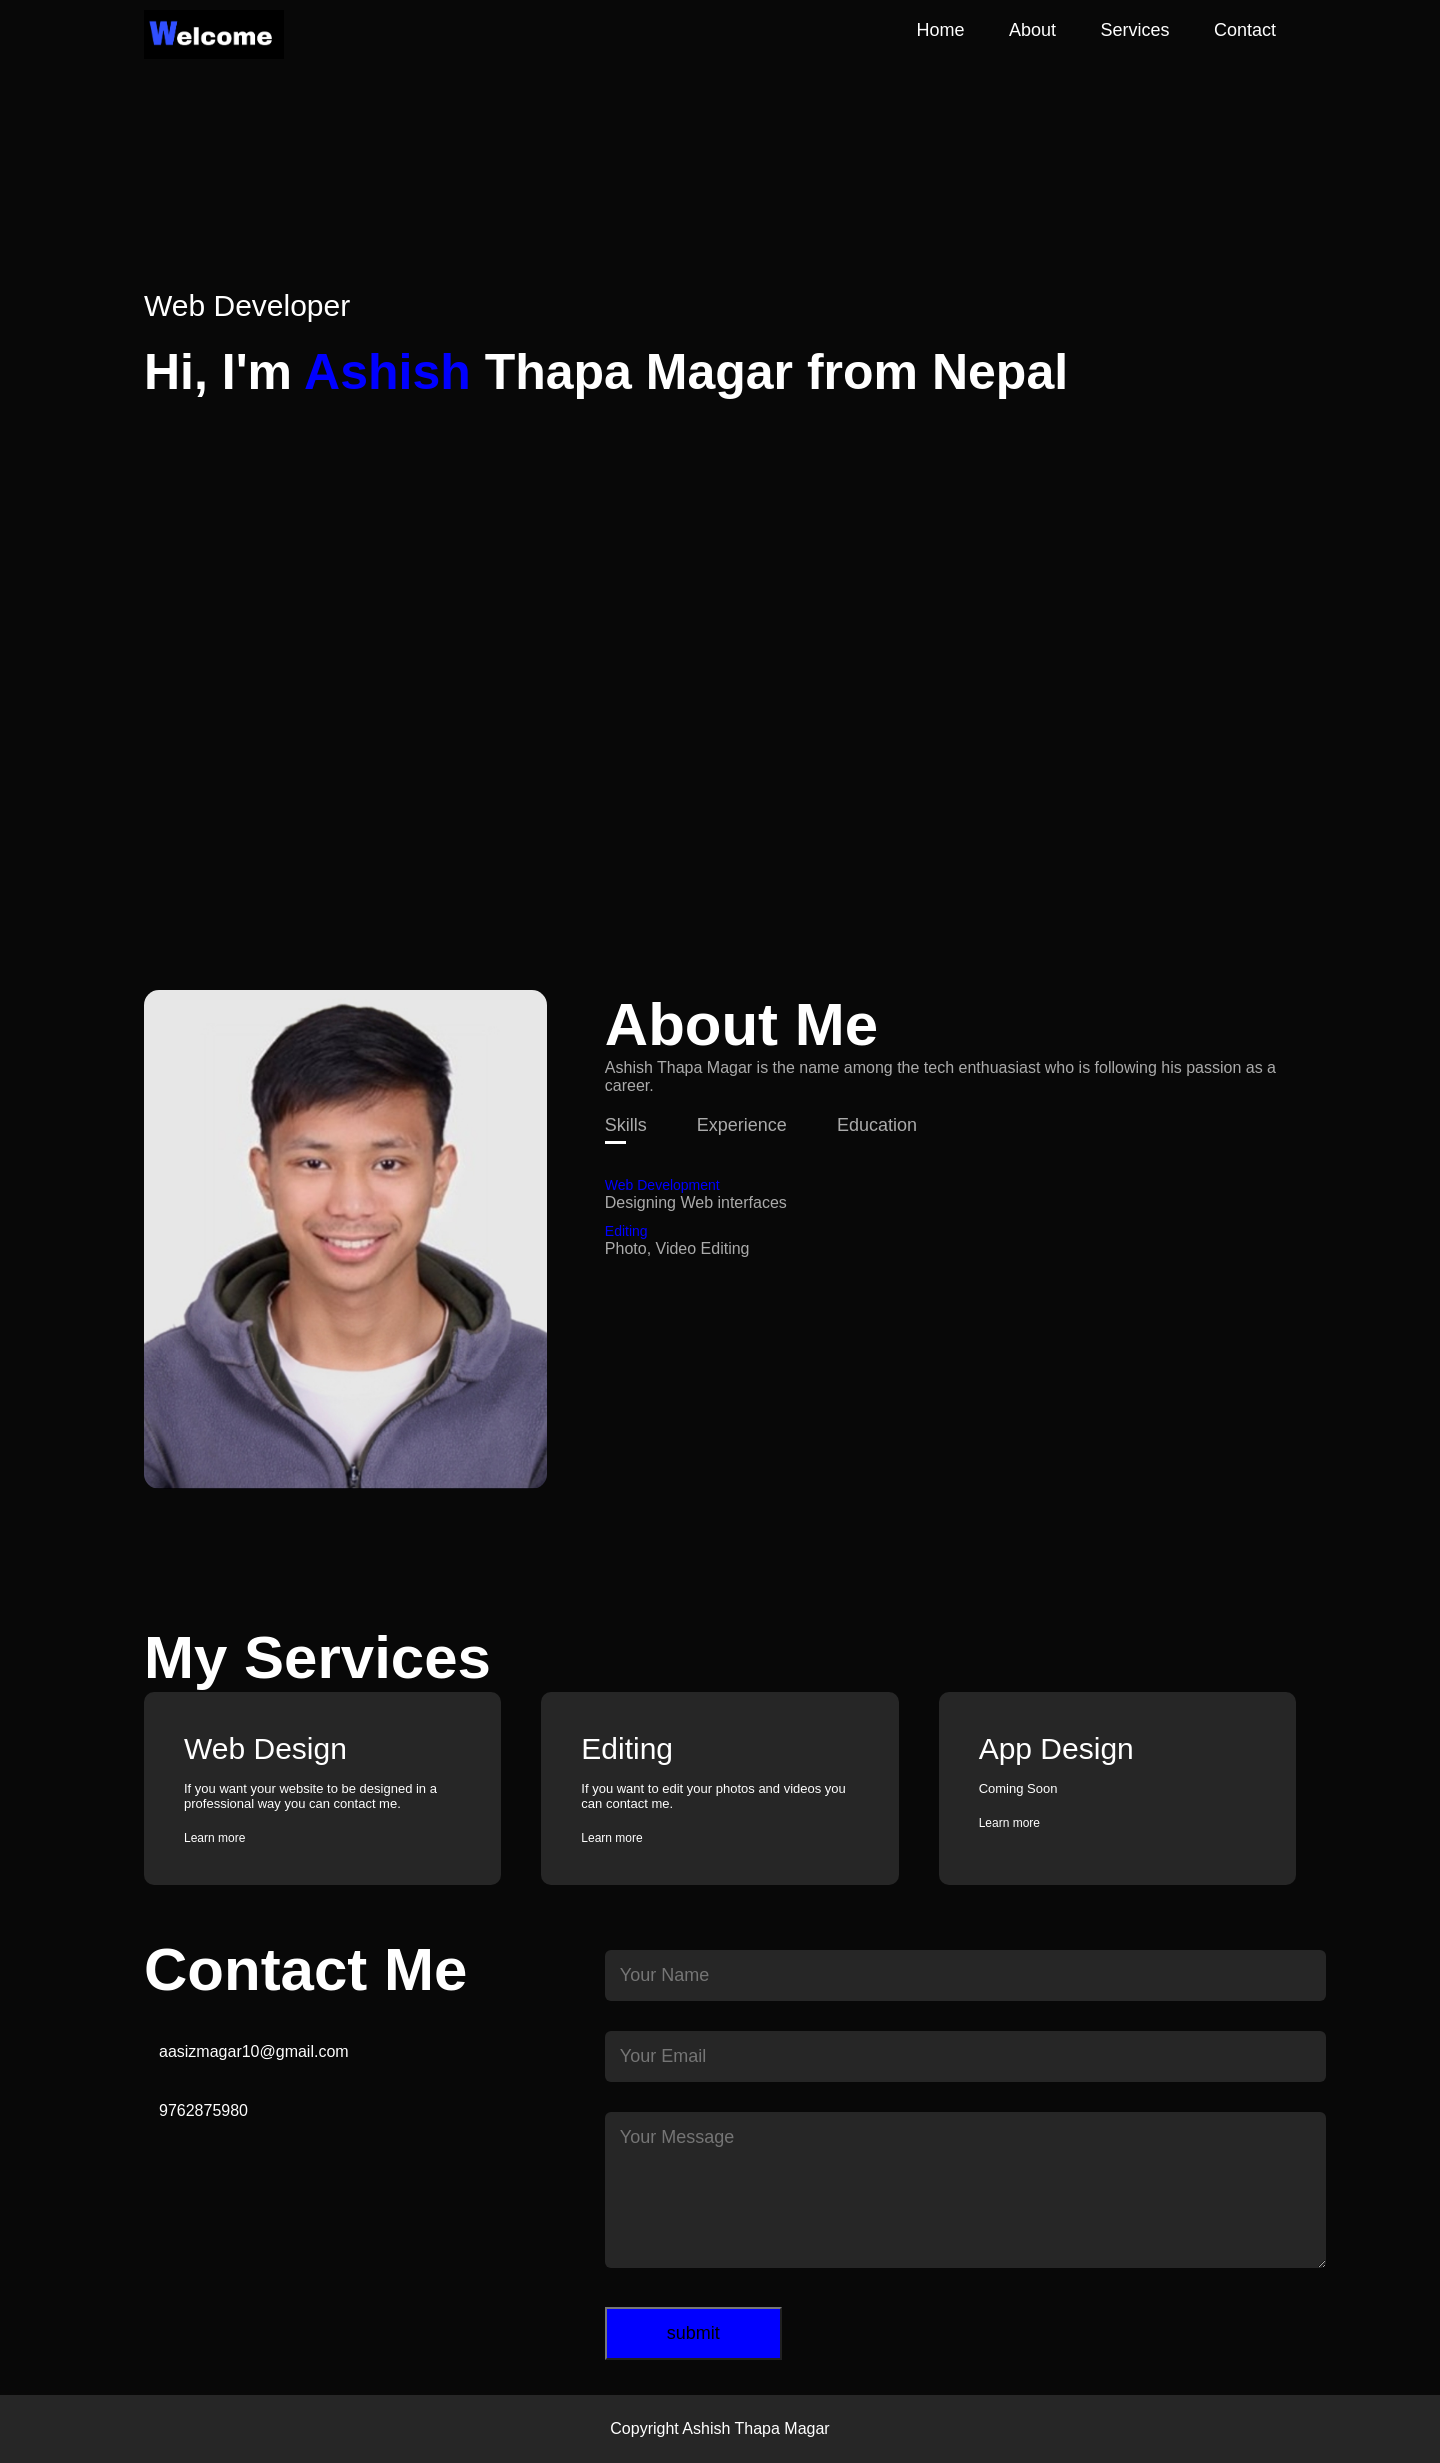 Welcome
Home About Services Contact
Web Developer
Hi, I'm Ashish Thapa Magar from Nepal
About Me
Ashish Thapa Magar is the name among the tech enthusiast who is following his passion as a
career.
Skills Experience Education
Web Development
Designing Web interfaces
Editing
Photo, Video Editing
My Services
Web Design
If you want your website to be designed in a
professional way you can contact me.
Learn more
Editing
If you want to edit your photos and videos you
can contact me.
Learn more
App Design
Coming Soon
Learn more
Contact Me
aasizmagar10@gmail.com
9762875980
Your Name
Your Email
Your Message
submit
Copyright Ashish Thapa Magar